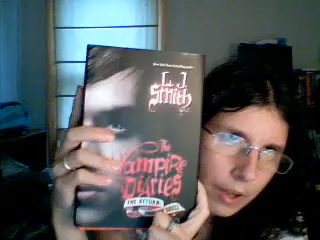 L. J.
Smith
The
Vampire
Diaries
THE RETURN